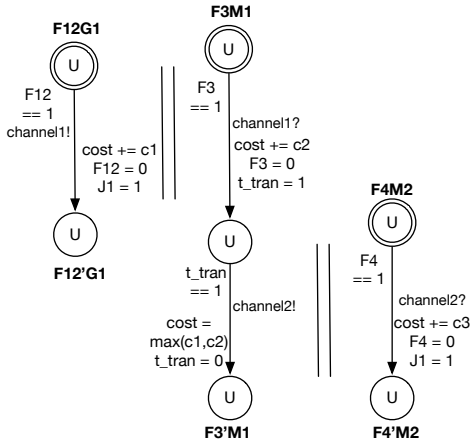 F12G1
U
F12
== 1
channel1!
cost += c1
F12 = 0
J1 = 1
U
F12'G1
F3M1
U
F3
== 1
channel1?
cost += c2
F3 = 0
t_tran = 1
U
t_tran
== 1
channel2!
cost =
max(c1,c2)
t_tran = 0
U
F3'M1
F4M2
U
F4
== 1
channel2?
cost += c3
F4 = 0
J1 = 1
U
F4'M2